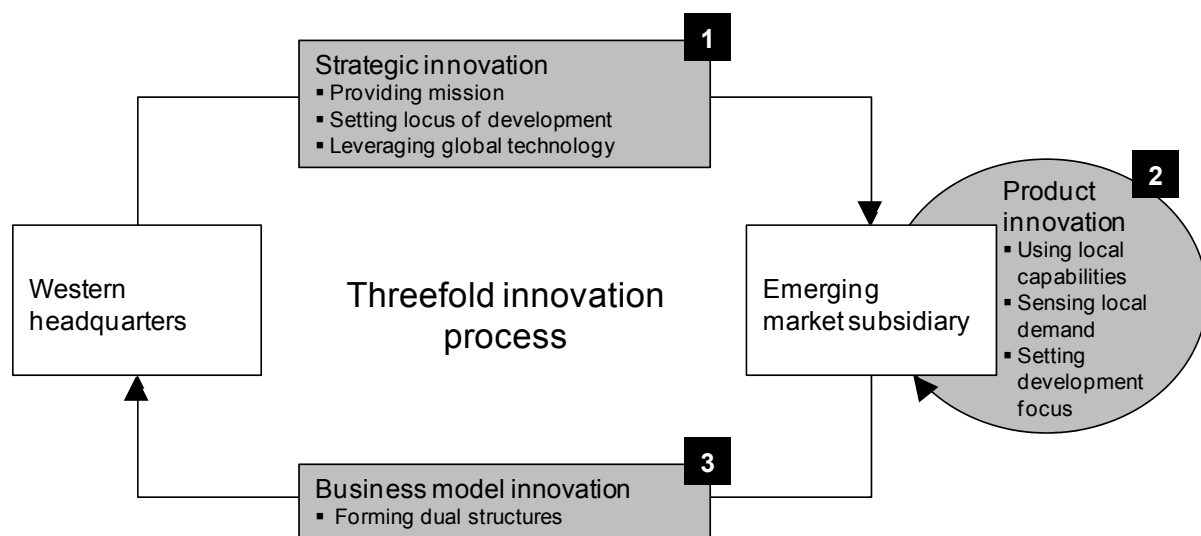 1
Strategic innovation
▪ Providing mission
▪ Setting locus of development
▪ Leveraging global technology
2
Product
innovation
▪ Using local
capabilities
▪ Sensing local
demand
▪ Setting
development
focus
Western
headquarters
Threefold innovation
process
Emerging
market subsidiary
3
Business model innovation
▪ Forming dual structures